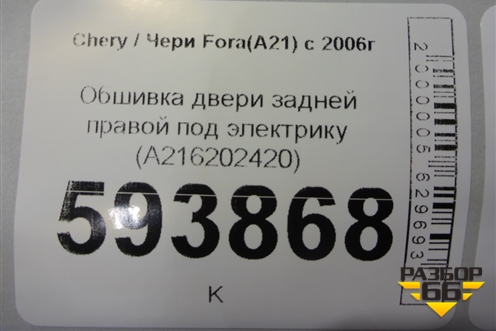 Chery / Чери Fora(A21) с 2006г
Обшивка двери задней
правой под электрику
(A216202420)
593868
К
2000005629693
РАЗБОР
66